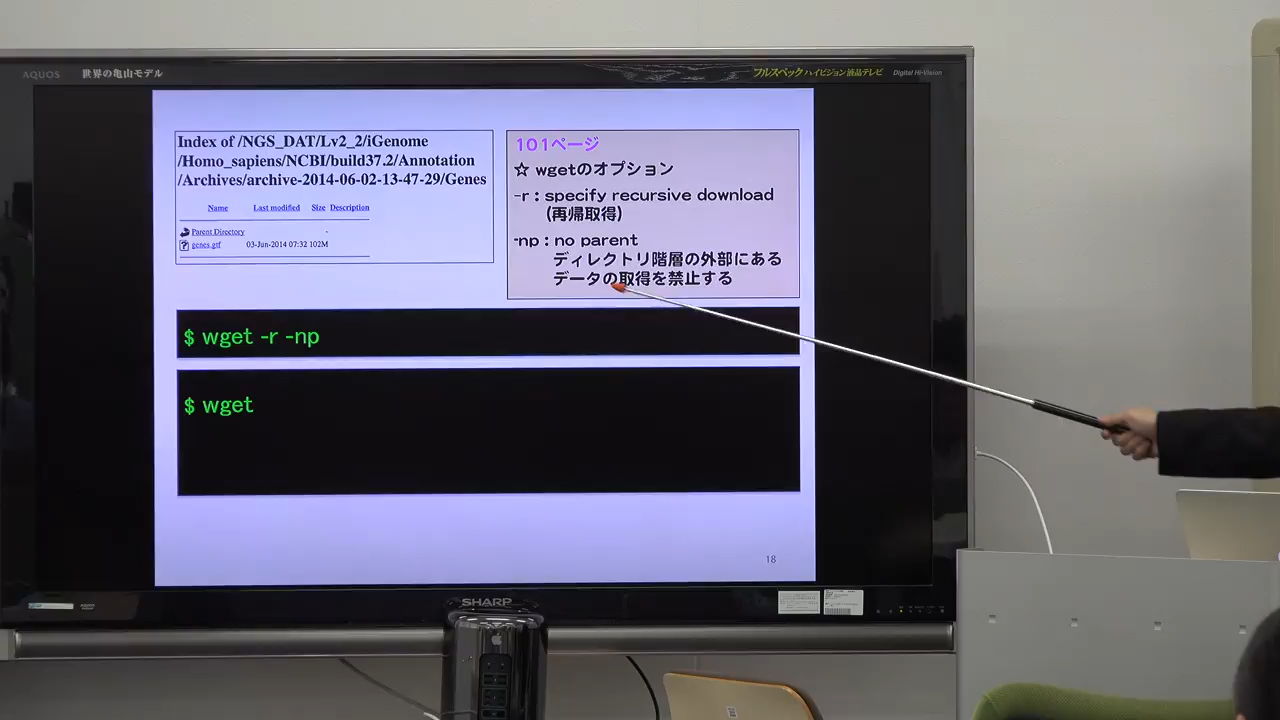 AQUOS 世界の亀山モデル
フルスペックハイビジョン液晶テレビ Digital Hi-Vision
Index of /NGS_DAT/Lv2_2/iGenome
/Homo_sapiens/NCBI/build37.2/Annotation
/Archives/archive-2014-06-02-13-47-29/Genes
Name Last modified Size Description
Parent Directory -
genes.gtf 03-Jun-2014 07:32 102M
101ページ
☆ wgetのオプション
-r : specify recursive download
(再帰取得)
-np : no parent
ディレクトリ階層の外部にある
データの取得を禁止する
$ wget -r -np
$ wget
18
SHARP